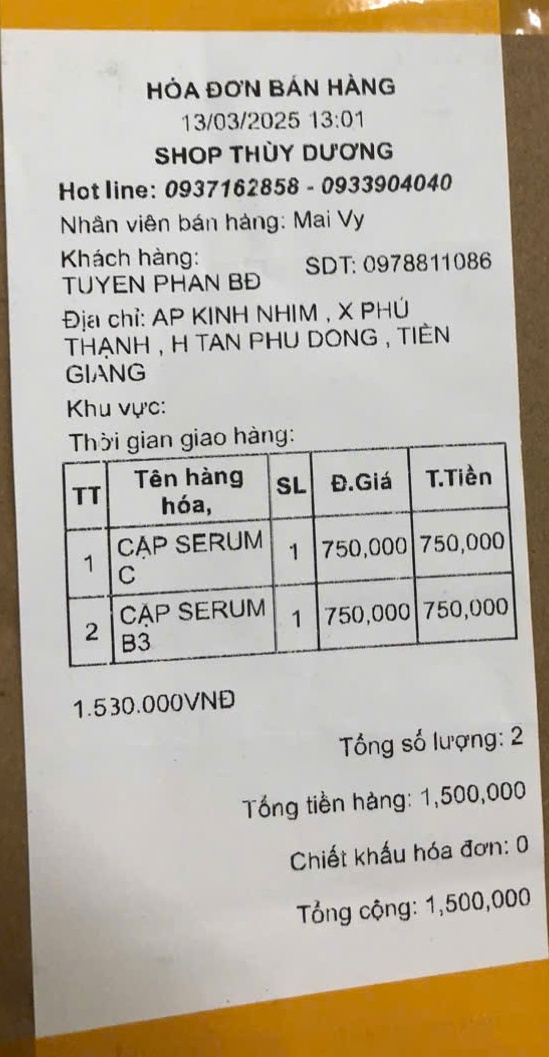 HÓA ĐƠN BÁN HÀNG
13/03/2025 13:01
SHOP THÙY DƯƠNG
Hot line: 0937162858 - 0933904040
Nhân viên bán hàng: Mai Vy
Khách hàng: SDT: 0978811086
TUYEN PHAN BĐ
Địa chỉ: AP KINH NHIM , X PHÚ
THẠNH , H TAN PHU DONG , TIỀN
GIANG
Khu vực:
Thời gian giao hàng:
TT Tên hàng hóa, SL Đ.Giá T.Tiền
1 CẶP SERUM C 1 750,000 750,000
2 CẶP SERUM B3 1 750,000 750,000
1.530.000VNĐ
Tổng số lượng: 2
Tổng tiền hàng: 1,500,000
Chiết khấu hóa đơn: 0
Tổng cộng: 1,500,000